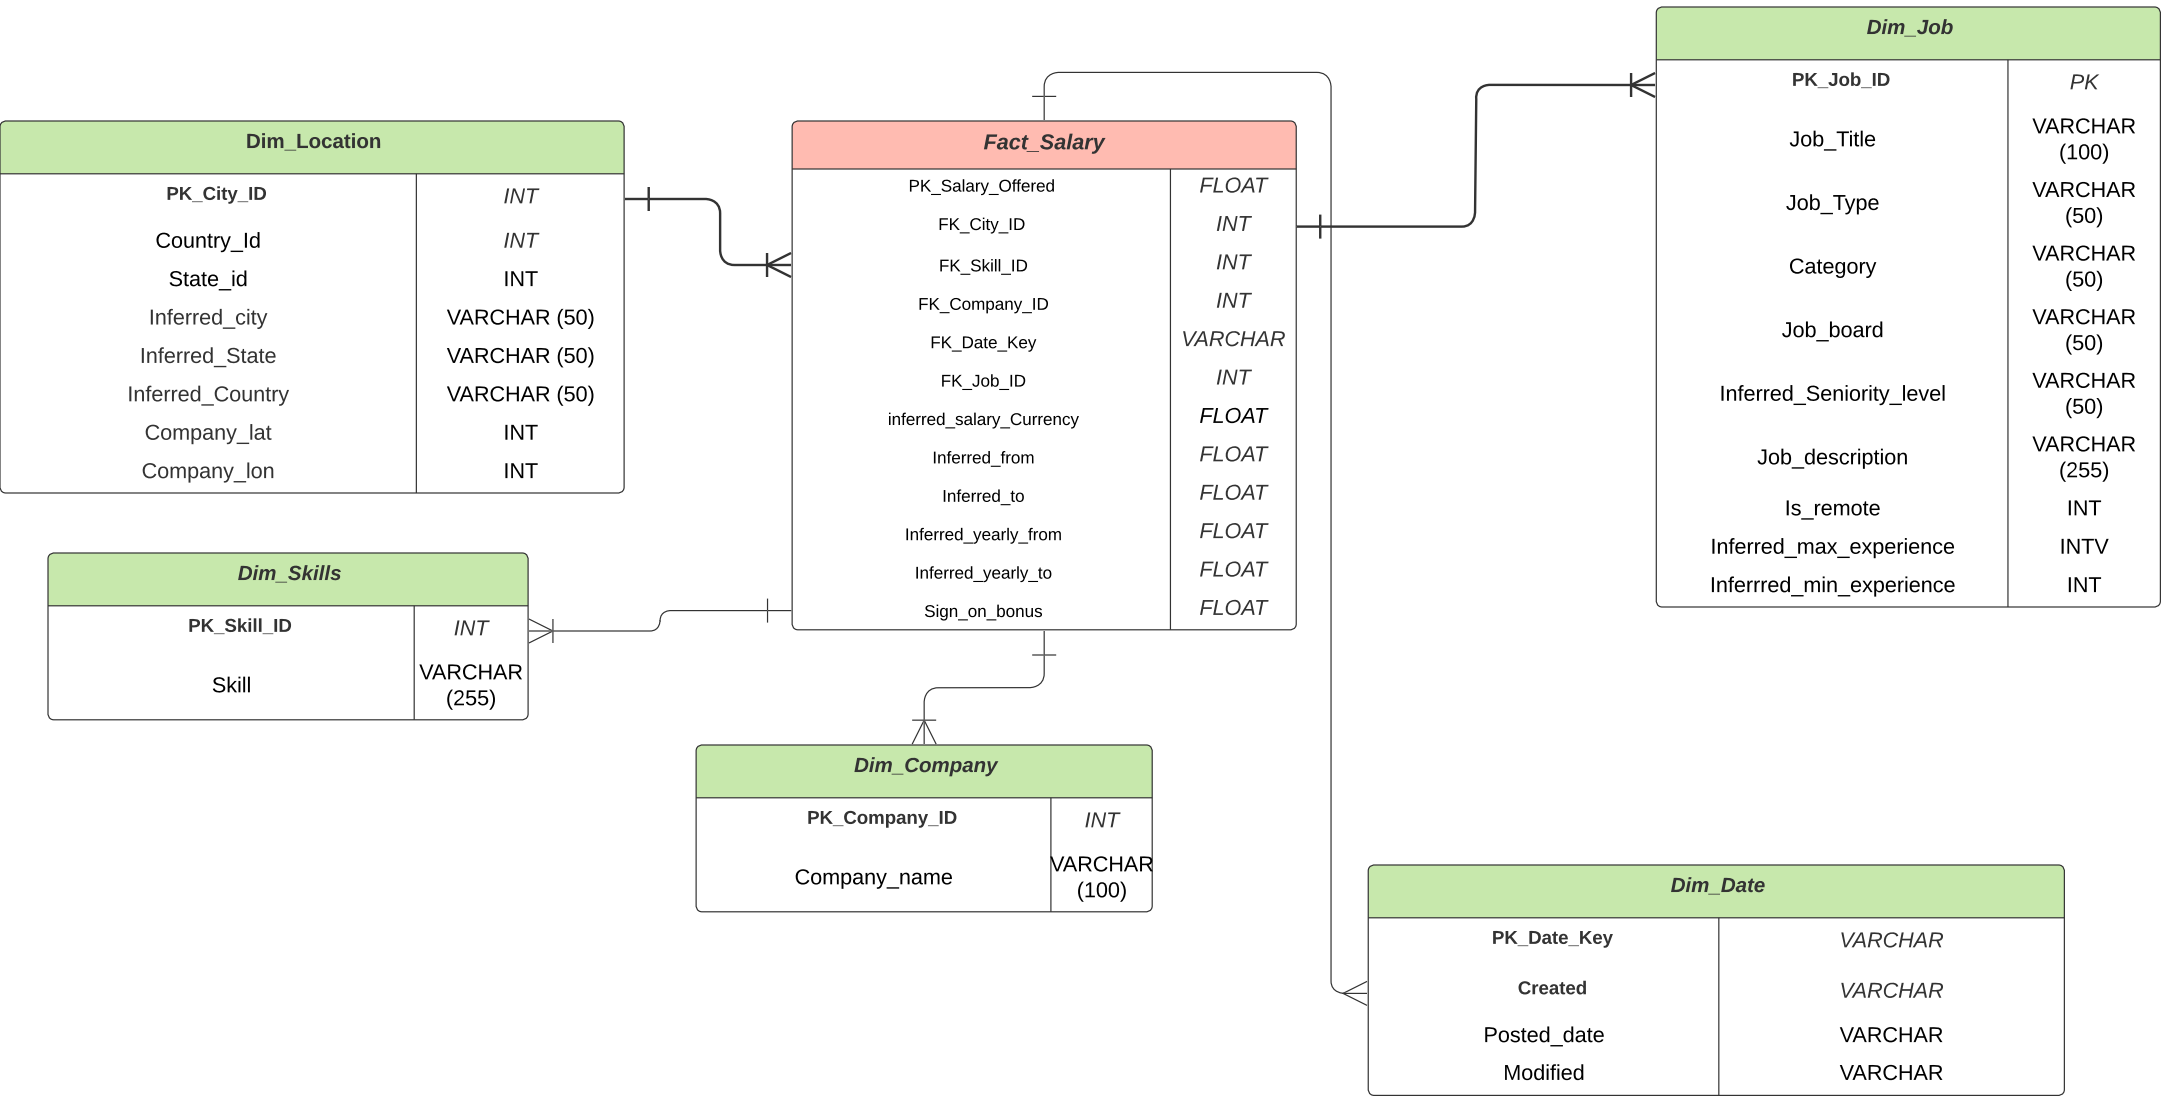 Dim_Location
PK_City_ID INT
Country_Id INT
State_id INT
Inferred_city VARCHAR (50)
Inferred_State VARCHAR (50)
Inferred_Country VARCHAR (50)
Company_lat INT
Company_lon INT
Fact_Salary
PK_Salary_Offered FLOAT
FK_City_ID INT
FK_Skill_ID INT
FK_Company_ID INT
FK_Date_Key VARCHAR
FK_Job_ID INT
inferred_salary_Currency FLOAT
Inferred_from FLOAT
Inferred_to FLOAT
Inferred_yearly_from FLOAT
Inferred_yearly_to FLOAT
Sign_on_bonus FLOAT
Dim_Job
PK_Job_ID PK
Job_Title VARCHAR
(100)
Job_Type VARCHAR
(50)
Category VARCHAR
(50)
Job_board VARCHAR
(50)
Inferred_Seniority_level VARCHAR
(50)
Job_description VARCHAR
(255)
Is_remote INT
Inferred_max_experience INTV
Inferrred_min_experience INT
Dim_Skills
PK_Skill_ID INT
Skill VARCHAR
(255)
Dim_Company
PK_Company_ID INT
Company_name VARCHAR
(100)
Dim_Date
PK_Date_Key VARCHAR
Created VARCHAR
Posted_date VARCHAR
Modified VARCHAR